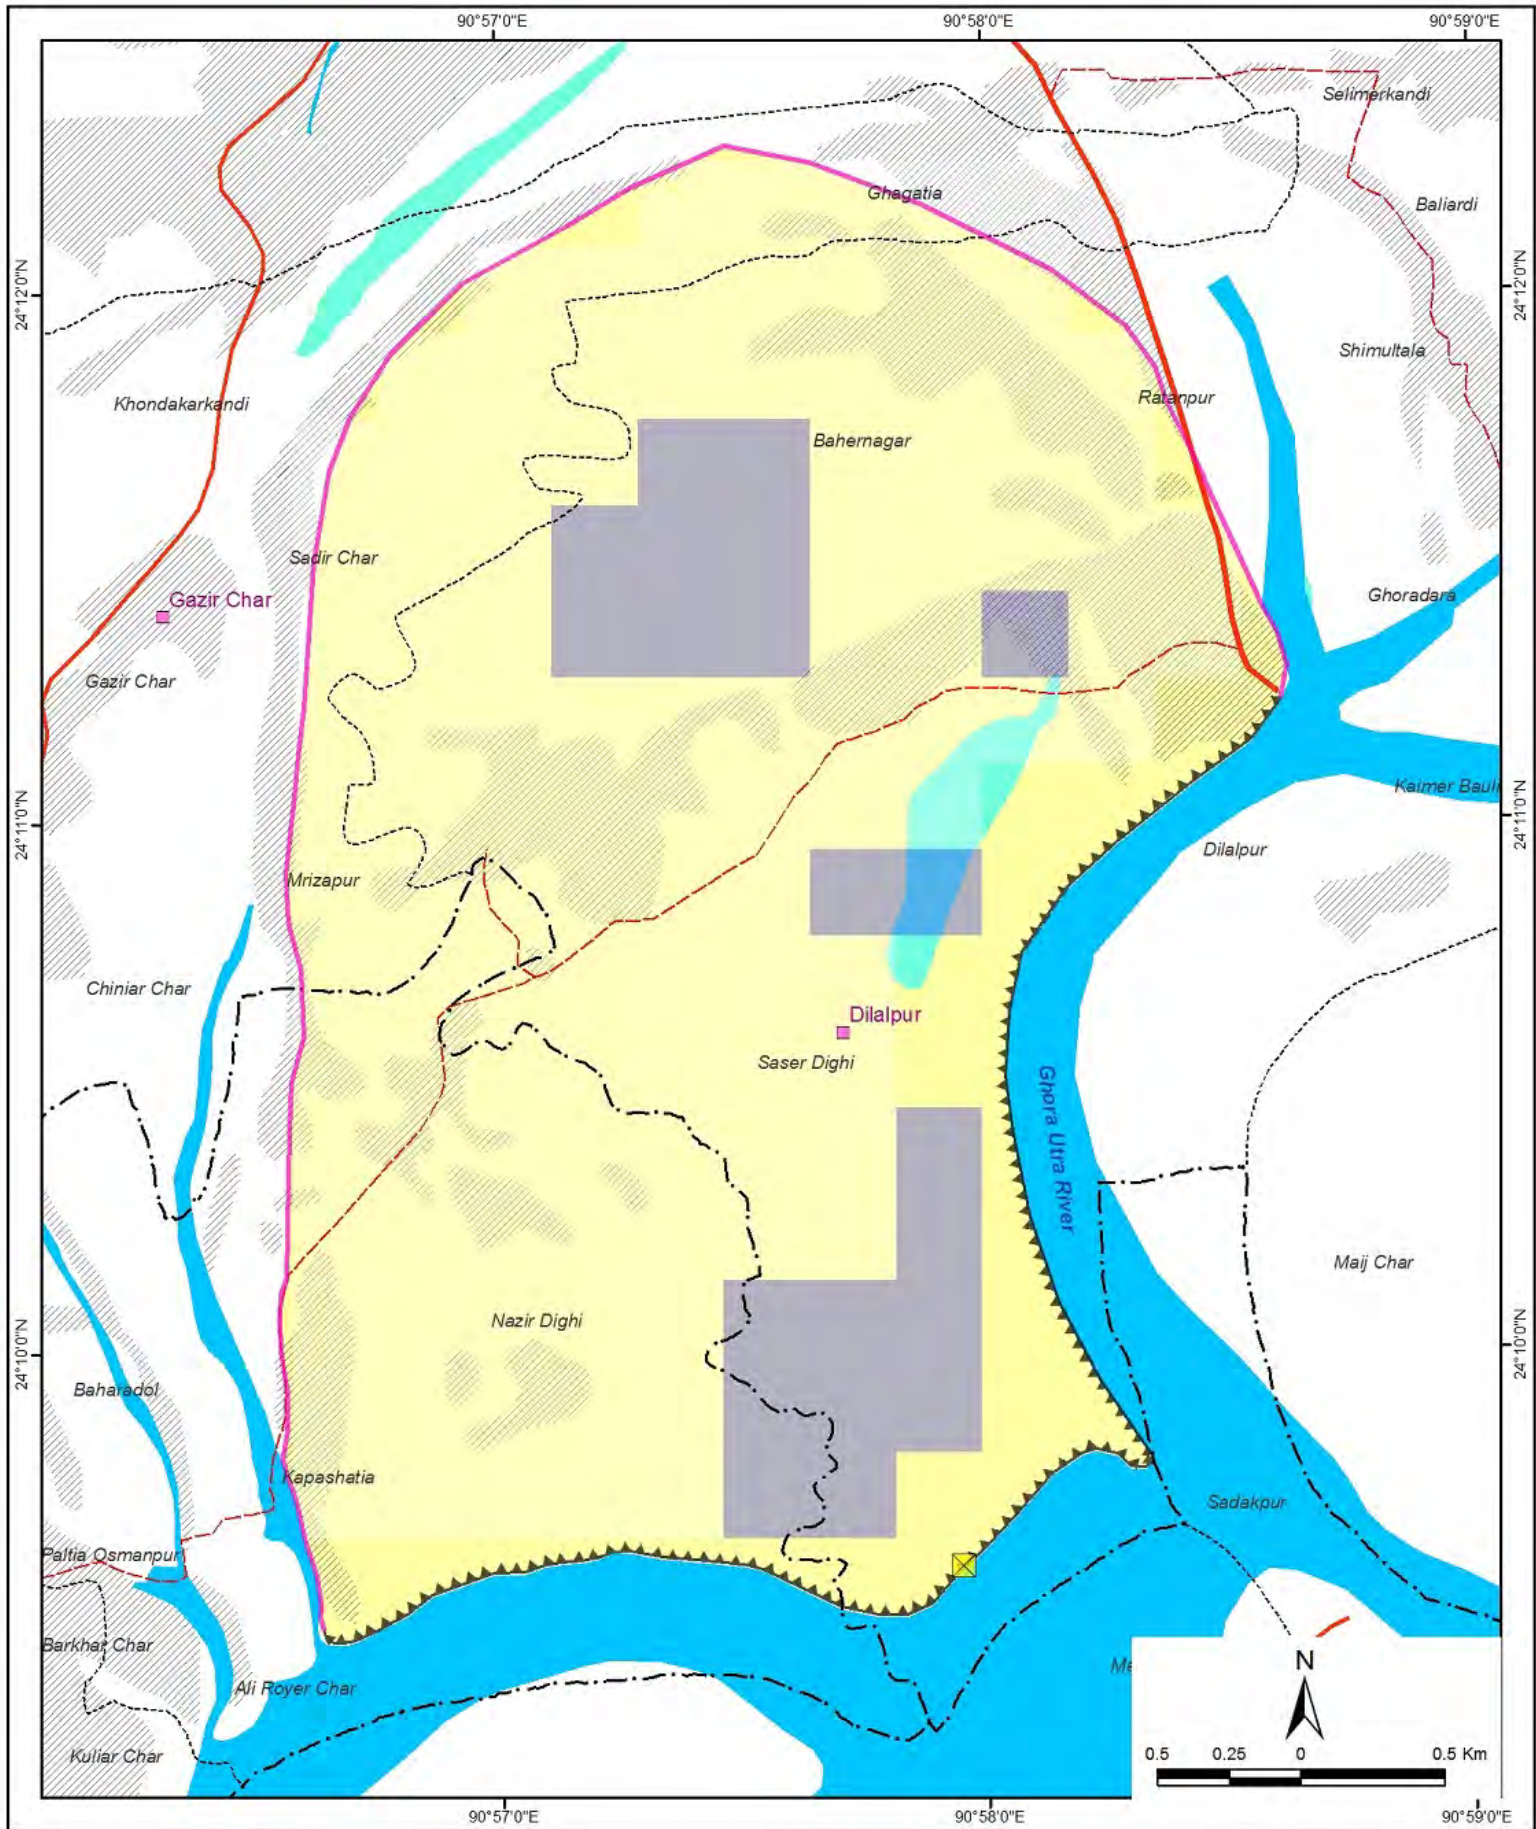 90°57'0"E
90°58'0"E
90°59'0"E
Selimerkandi
Ghagatia
Baliardi
24°12'0"N
24°12'0"N
Shimultala
Khondakarkandi
Ratanpur
Bahernagar
Sadir Char
Gazir Char
Ghoradara
Gazir Char
Kaimer Bauli
24°11'0"N
24°11'0"N
Dilalpur
Mrizapur
Chiniar Char
Dilalpur
Saser Dighi
Ghora Utra River
Maij Char
Nazir Dighi
24°10'0"N
24°10'0"N
Baharadol
Kapashatia
Sadakpur
Paltia Osmanpur
Barkhar Char
Me
Ali Royer Char
N
Kuliar Char
0.5 0.25 0 0.5 Km
90°57'0"E
90°58'0"E
90°59'0"E